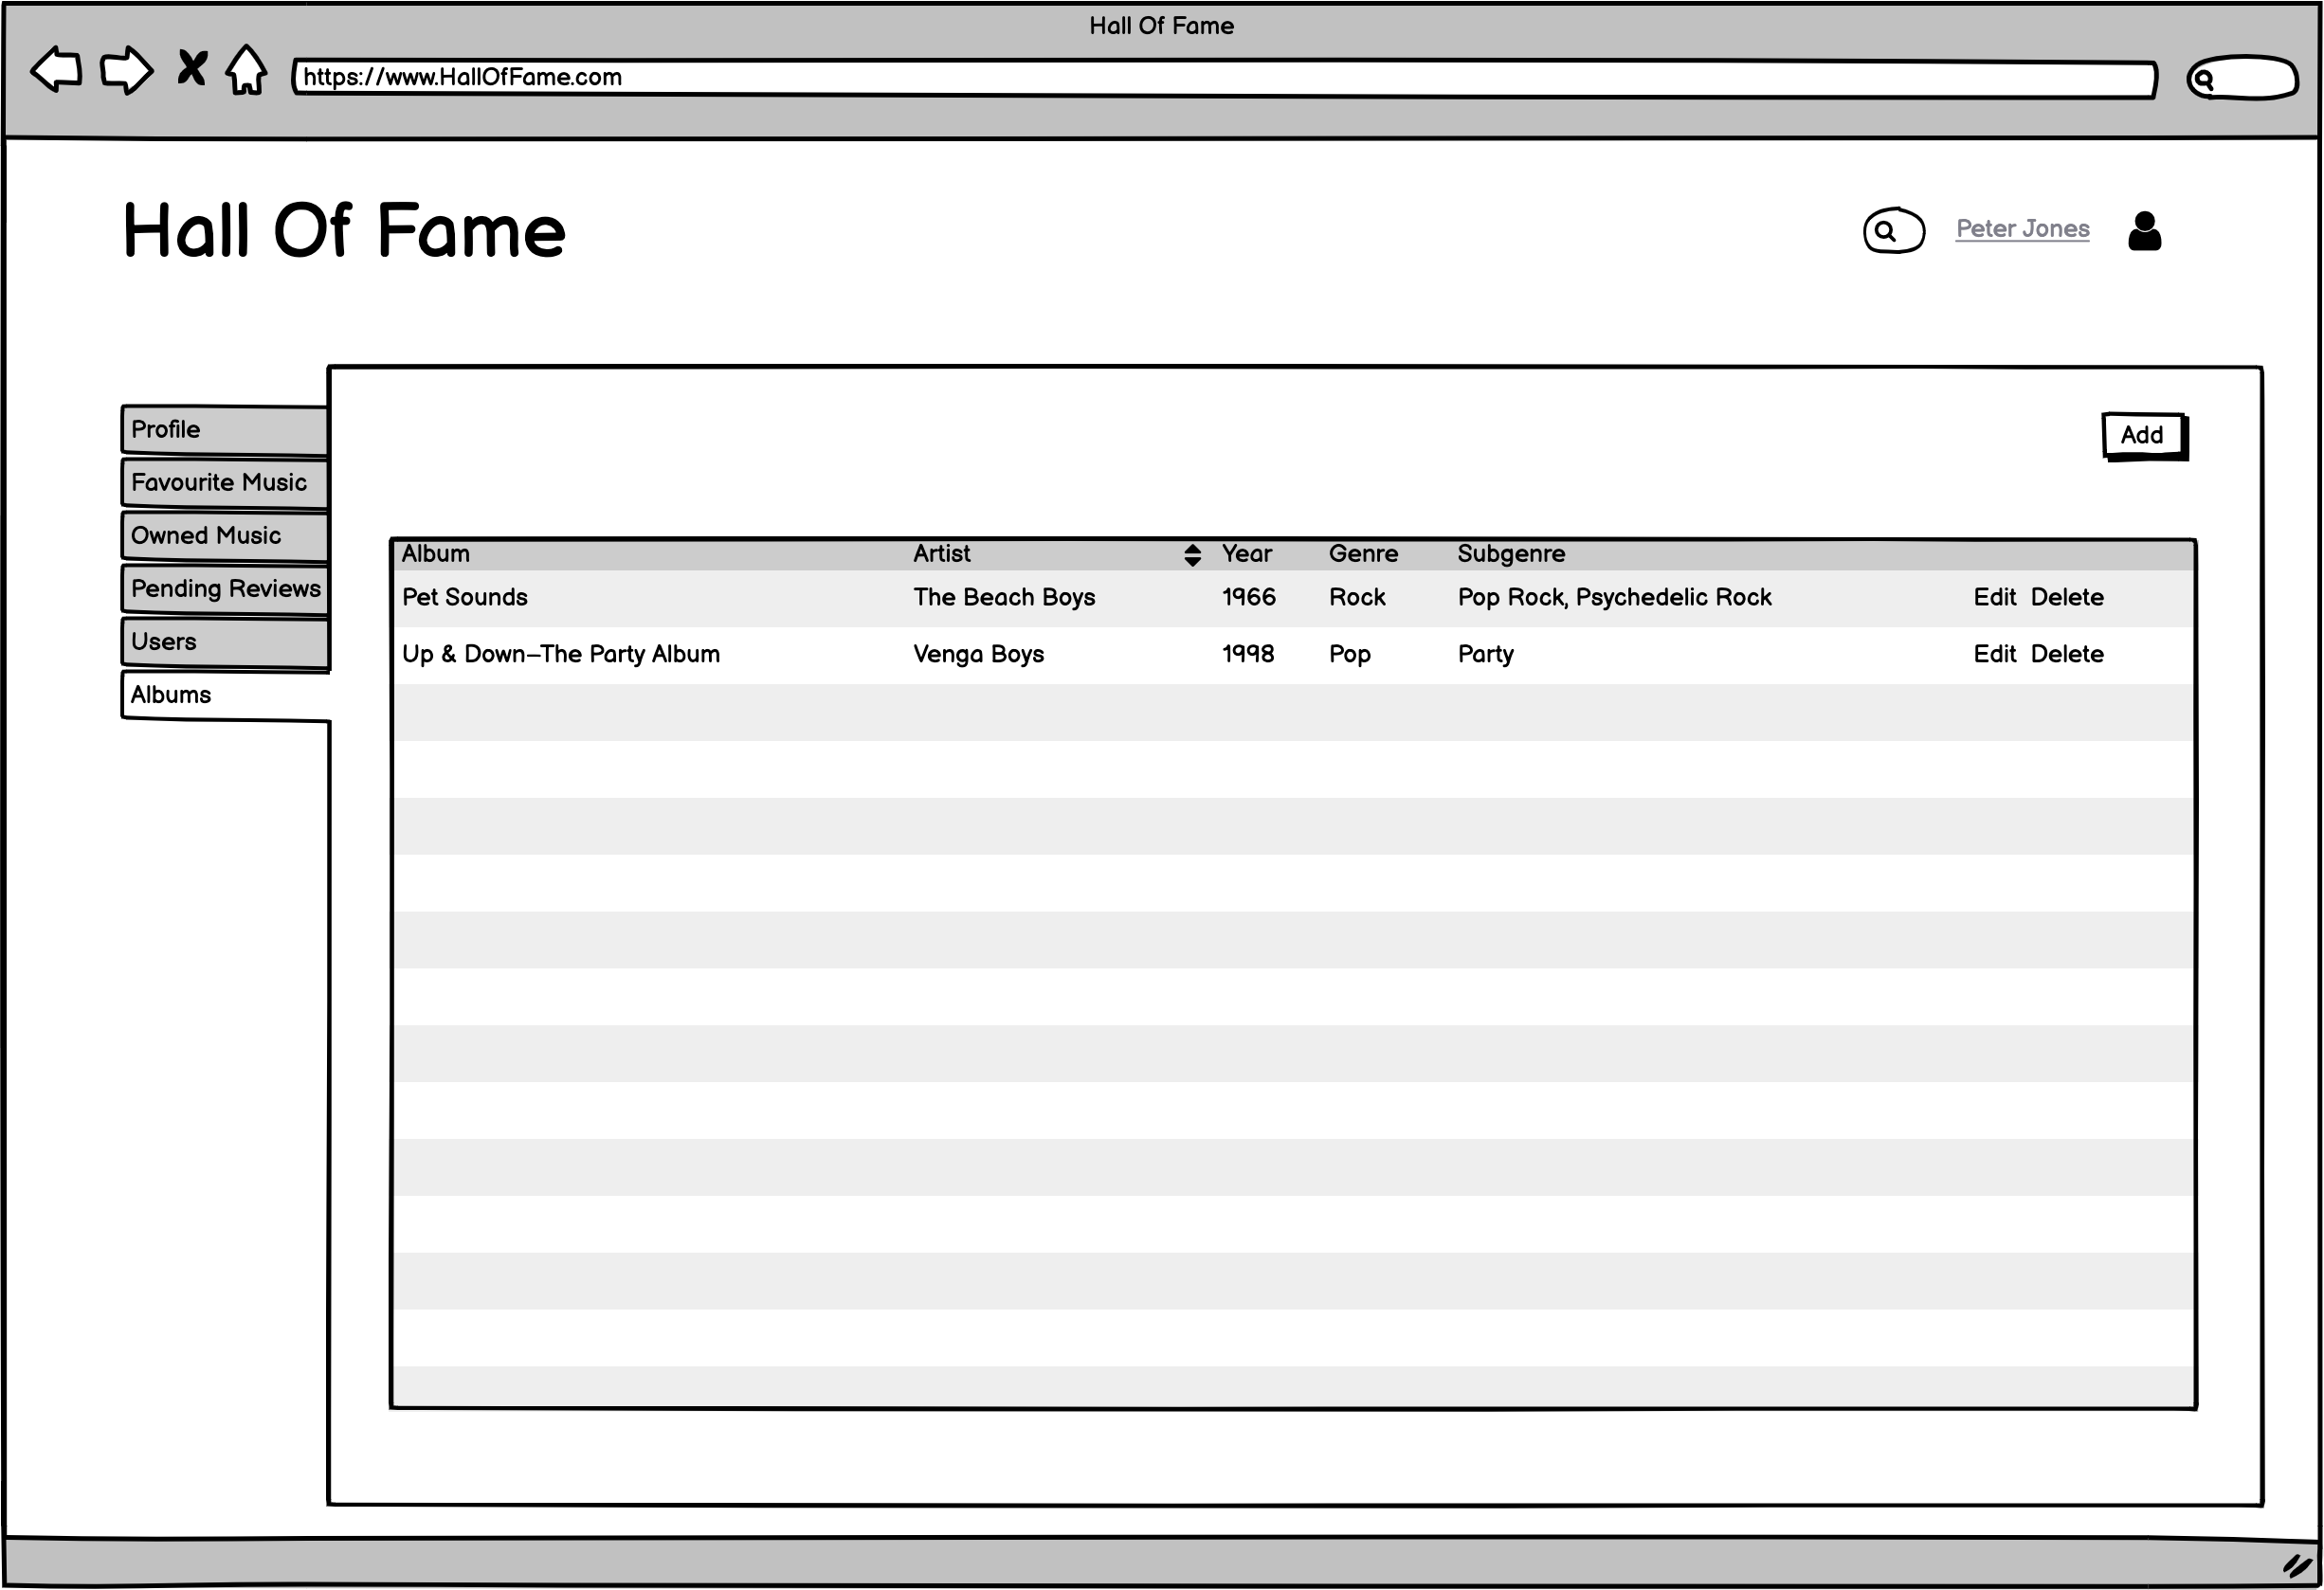 Hall Of Fame
https://www.HallOfFame.com
Hall Of Fame
Peter Jones
Profile
Favourite Music
Owned Music
Pending Reviews
Users
Albums
Add
Album Artist Year Genre Subgenre
Pet Sounds The Beach Boys 1966 Rock Pop Rock, Psychedelic Rock Edit Delete
Up & Down–The Party Album Venga Boys 1998 Pop Party Edit Delete